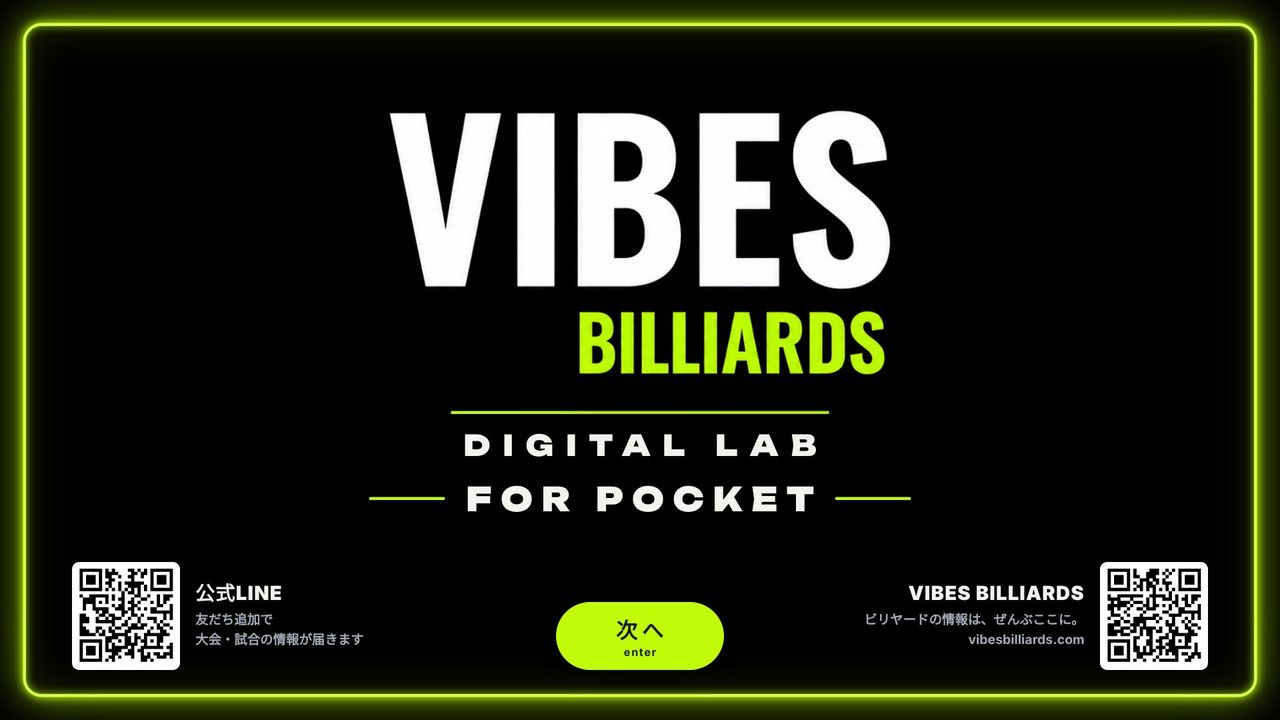 VIBES
BILLIARDS
DIGITAL LAB
FOR POCKET
公式LINE
友だち追加で
大会・試合の情報が届きます
次へ
enter
VIBES BILLIARDS
ビリヤードの情報は、ぜんぶここに。
vibesbilliards.com